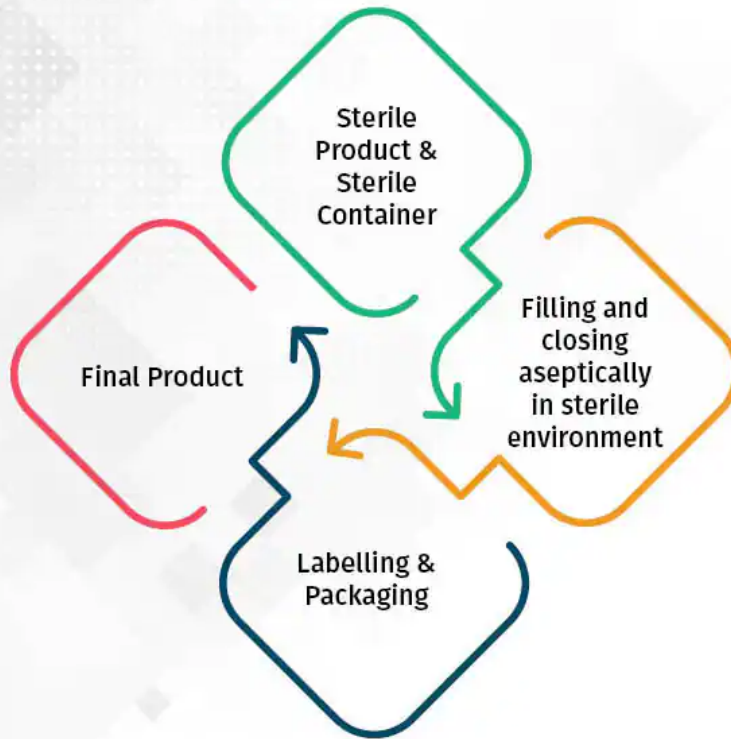 Sterile
Product &
Sterile
Container
Filling and
closing
aseptically
in sterile
environment
Labelling &
Packaging
Final Product